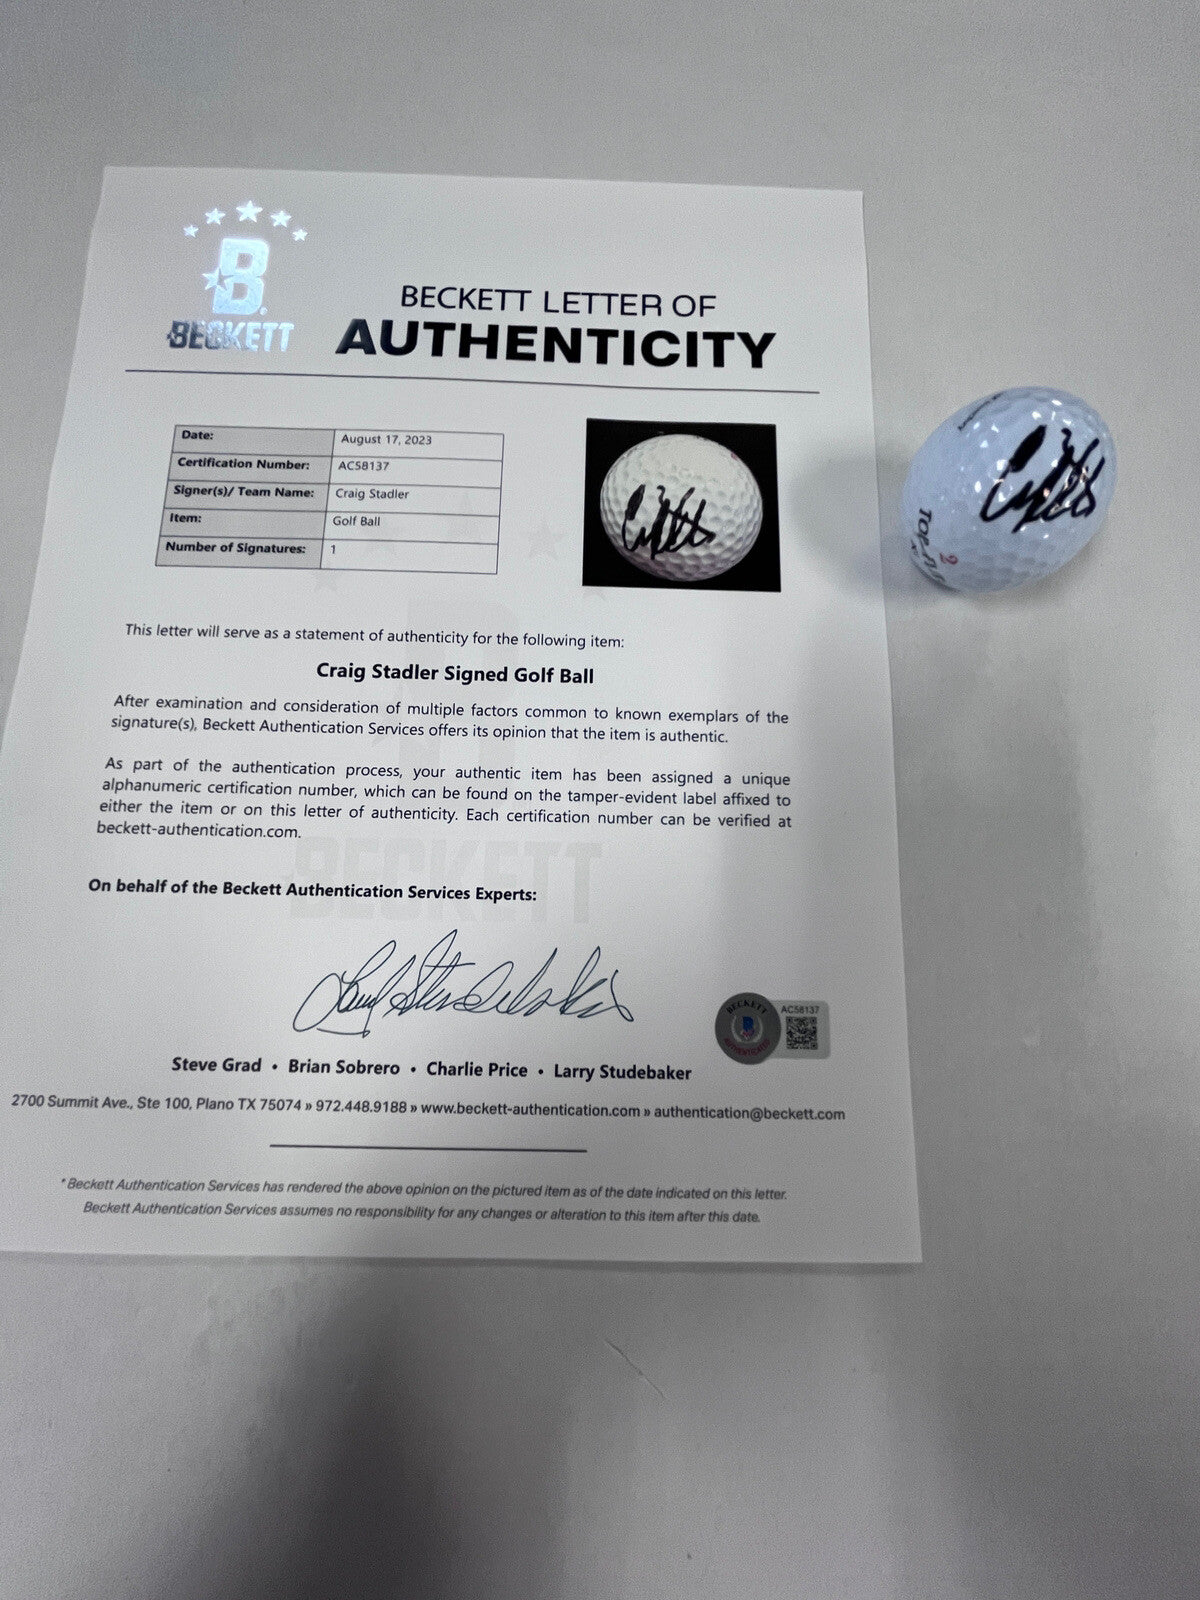 BECKETT
BECKETT LETTER OF
AUTHENTICITY
Date: August 17, 2023
Certification Number: AC58137
Signer(s)/ Team Name: Craig Stadler
Item: Golf Ball
Number of Signatures: 1
This letter will serve as a statement of authenticity for the following item:
Craig Stadler Signed Golf Ball
After examination and consideration of multiple factors common to known exemplars of the
signature(s), Beckett Authentication Services offers its opinion that the item is authentic.
As part of the authentication process, your authentic item has been assigned a unique
alphanumeric certification number, which can be found on the tamper-evident label affixed to
either the item or on this letter of authenticity. Each certification number can be verified at
beckett-authentication.com.
BECKETT
On behalf of the Beckett Authentication Services Experts:
BECKETT
AUTHENTICATED
AC58137
Steve Grad • Brian Sobrero • Charlie Price • Larry Studebaker
2700 Summit Ave., Ste 100, Plano TX 75074 » 972.448.9188 » www.beckett-authentication.com » authentication@beckett.com
* Beckett Authentication Services has rendered the above opinion on the pictured item as of the date indicated on this letter.
Beckett Authentication Services assumes no responsibility for any changes or alteration to this item after this date.
2